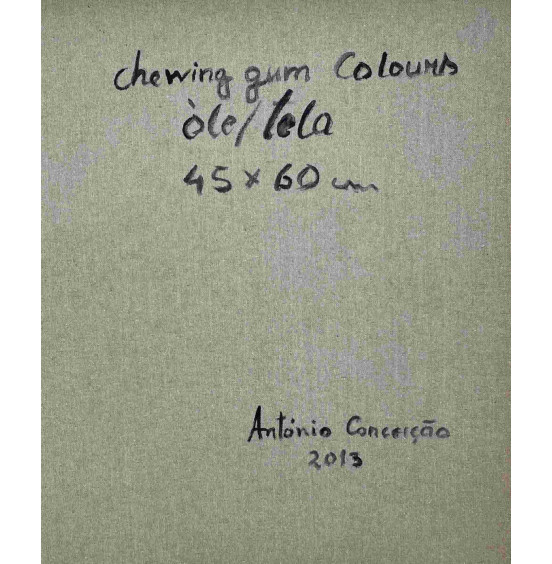 chewing gum Colours
òle/tela
45 x 60 cm
António Conceição
2013